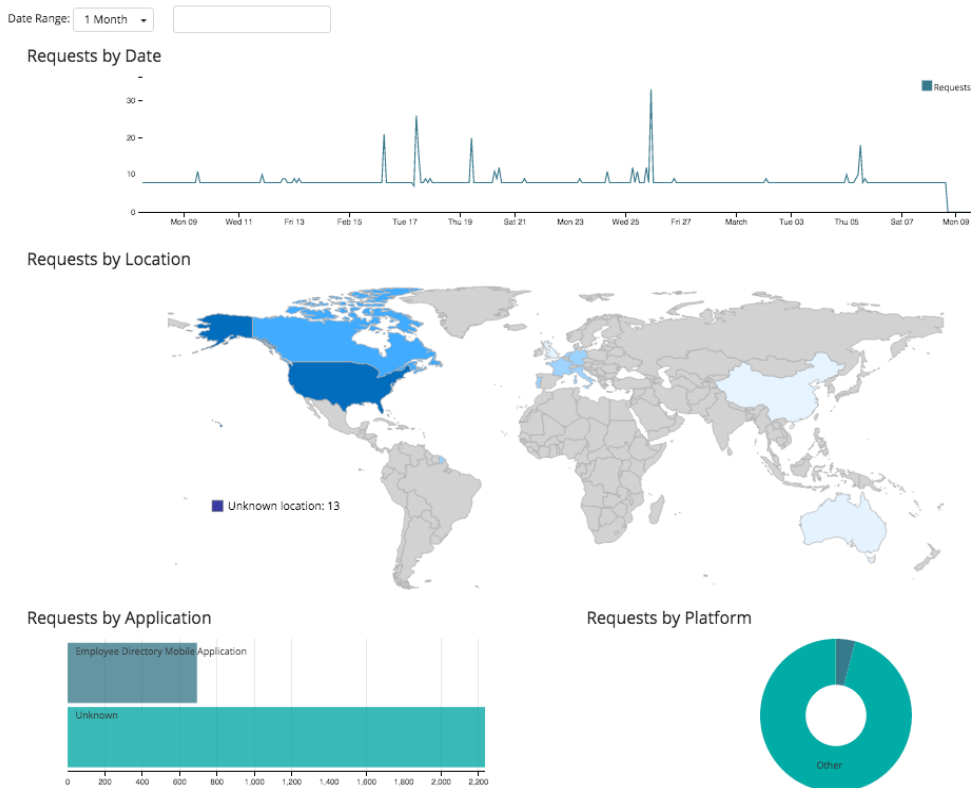 Date Range: 1 Month
Requests by Date
Requests
30
20
10
0
Mon 09 Wed 11 Fri 13 Feb 15 Tue 17 Thu 19 Sat 21 Mon 23 Wed 25 Fri 27 March Tue 03 Thu 05 Sat 07 Mon 09
Requests by Location
Unknown location: 13
Requests by Application
Employee Directory Mobile Application
Unknown
0 200 400 600 800 1,000 1,200 1,400 1,600 1,800 2,000 2,200
Requests by Platform
Other